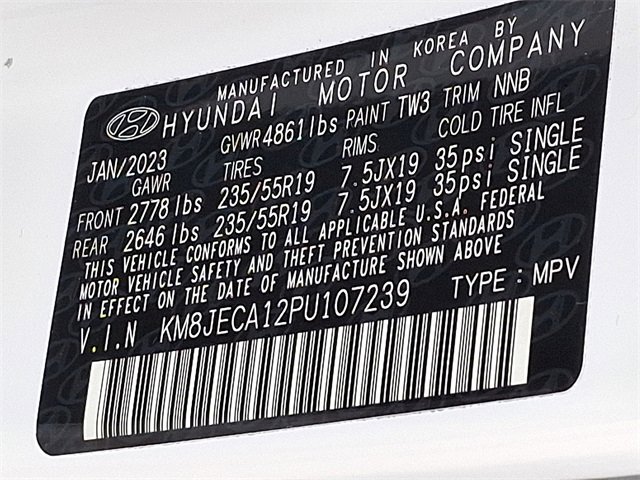 MANUFACTURED IN KOREA BY
HYUNDAI MOTOR COMPANY
JAN/2023 GVWR 4861lbs PAINT TW3 TRIM NNB
GAWR TIRES RIMS COLD TIRE INFL
FRONT 2778 lbs 235/55R19 7.5JX19 35psi SINGLE
REAR 2646 lbs 235/55R19 7.5JX19 35psi SINGLE
THIS VEHICLE CONFORMS TO ALL APPLICABLE U.S.A. FEDERAL
MOTOR VEHICLE SAFETY AND THEFT PREVENTION STANDARDS
IN EFFECT ON THE DATE OF MANUFACTURE SHOWN ABOVE
V.I.N KM8JECA12PU107239 TYPE : MPV